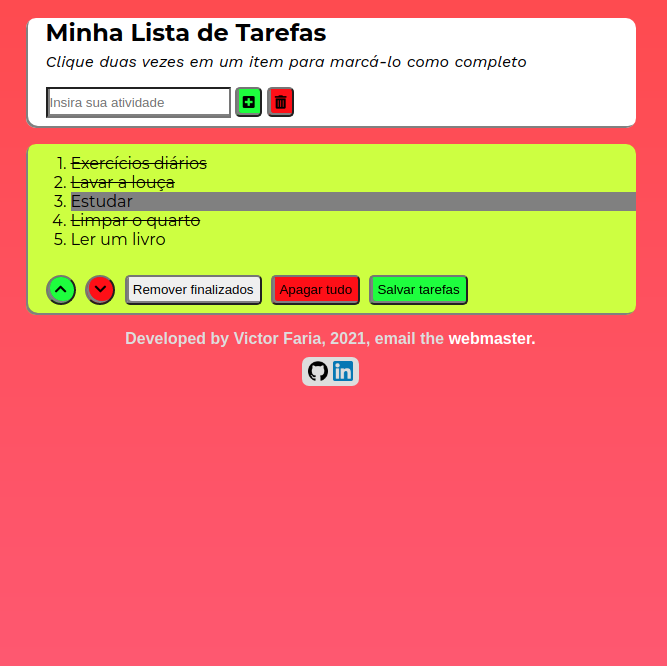 Minha Lista de Tarefas
Clique duas vezes em um item para marcá-lo como completo
Insira sua atividade
1. Exercícios diários
2. Lavar a louça
3. Estudar
4. Limpar o quarto
5. Ler um livro
Remover finalizados Apagar tudo Salvar tarefas
Developed by Victor Faria, 2021, email the webmaster.
in